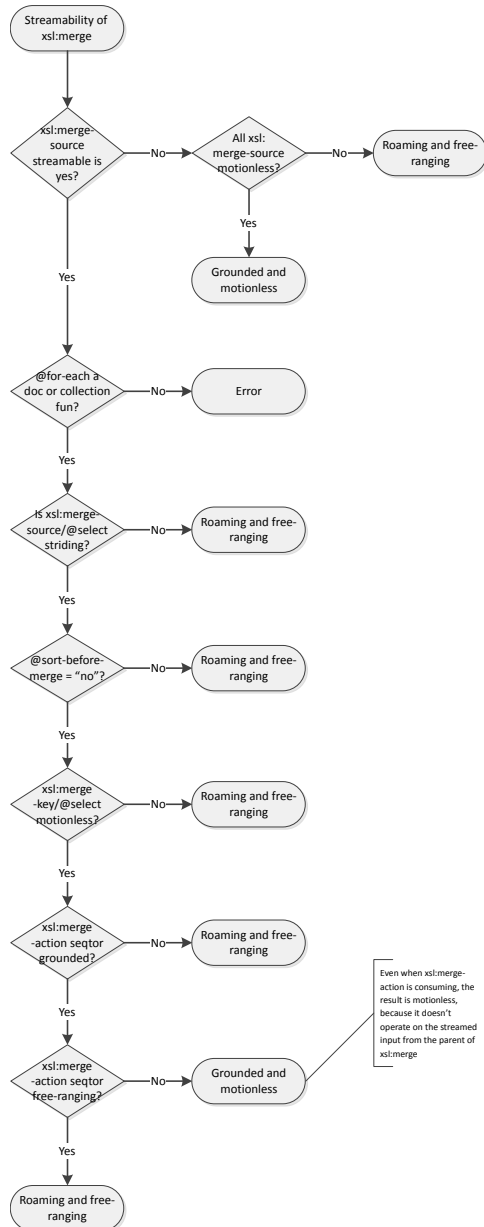 Streamability of
xsl:merge
xsl:merge-
source
streamable is
yes?
No
All xsl:
merge-source
motionless?
No
Roaming and free-
ranging
Yes
Grounded and
motionless
Yes
@for-each a
doc or collection
fun?
No
Error
Yes
Is xsl:merge-
source/@select
striding?
No
Roaming and free-
ranging
Yes
@sort-before-
merge = “no”?
No
Roaming and free-
ranging
Yes
xsl:merge
-key/@select
motionless?
No
Roaming and free-
ranging
Yes
xsl:merge
-action seqtor
grounded?
No
Roaming and free-
ranging
Yes
xsl:merge
-action seqtor
free-ranging?
No
Grounded and
motionless
Even when xsl:merge-
action is consuming, the
result is motionless,
because it doesn’t
operate on the streamed
input from the parent of
xsl:merge
Yes
Roaming and free-
ranging